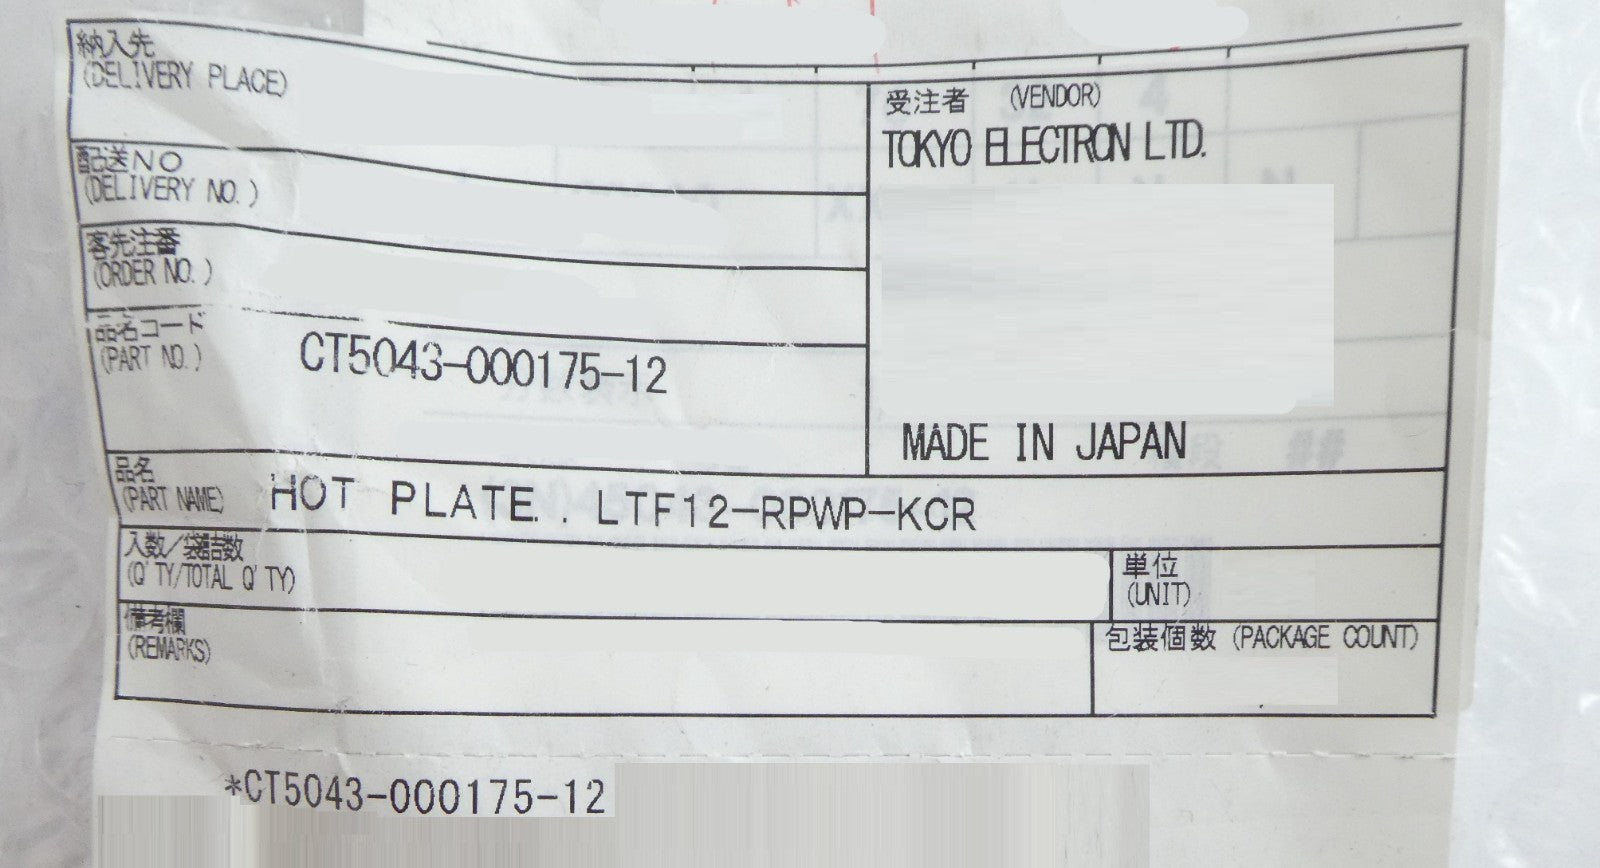 納入先
(DELIVERY PLACE)
配送NO
(DELIVERY NO.)
客先注番
(ORDER NO.)
品名コード
(PART NO.)
CT5043-000175-12
受注者 (VENDOR)
TOKYO ELECTRON LTD.
MADE IN JAPAN
品名
(PART NAME)
HOT PLATE.. LTF12-RPWP-KCR
入数/袋詰数
(Q'TY/TOTAL Q'TY)
単位
(UNIT)
備考欄
(REMARKS)
包装個数 (PACKAGE COUNT)
*CT5043-000175-12